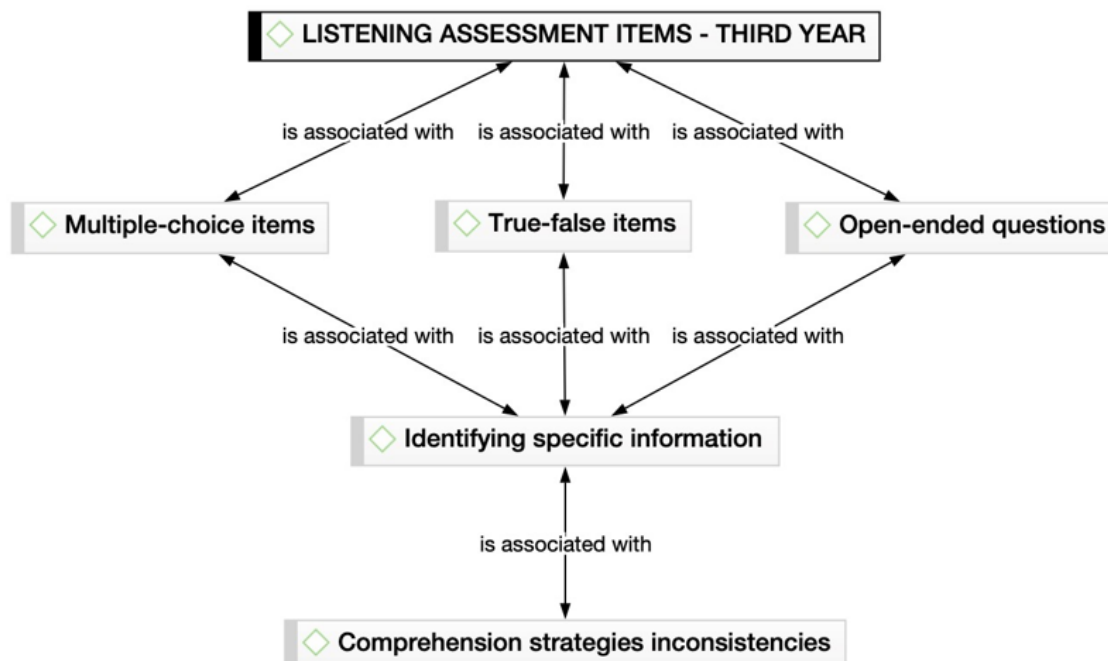 LISTENING ASSESSMENT ITEMS - THIRD YEAR
is associated with
is associated with
is associated with
Multiple-choice items
True-false items
Open-ended questions
is associated with
is associated with
is associated with
Identifying specific information
is associated with
Comprehension strategies inconsistencies